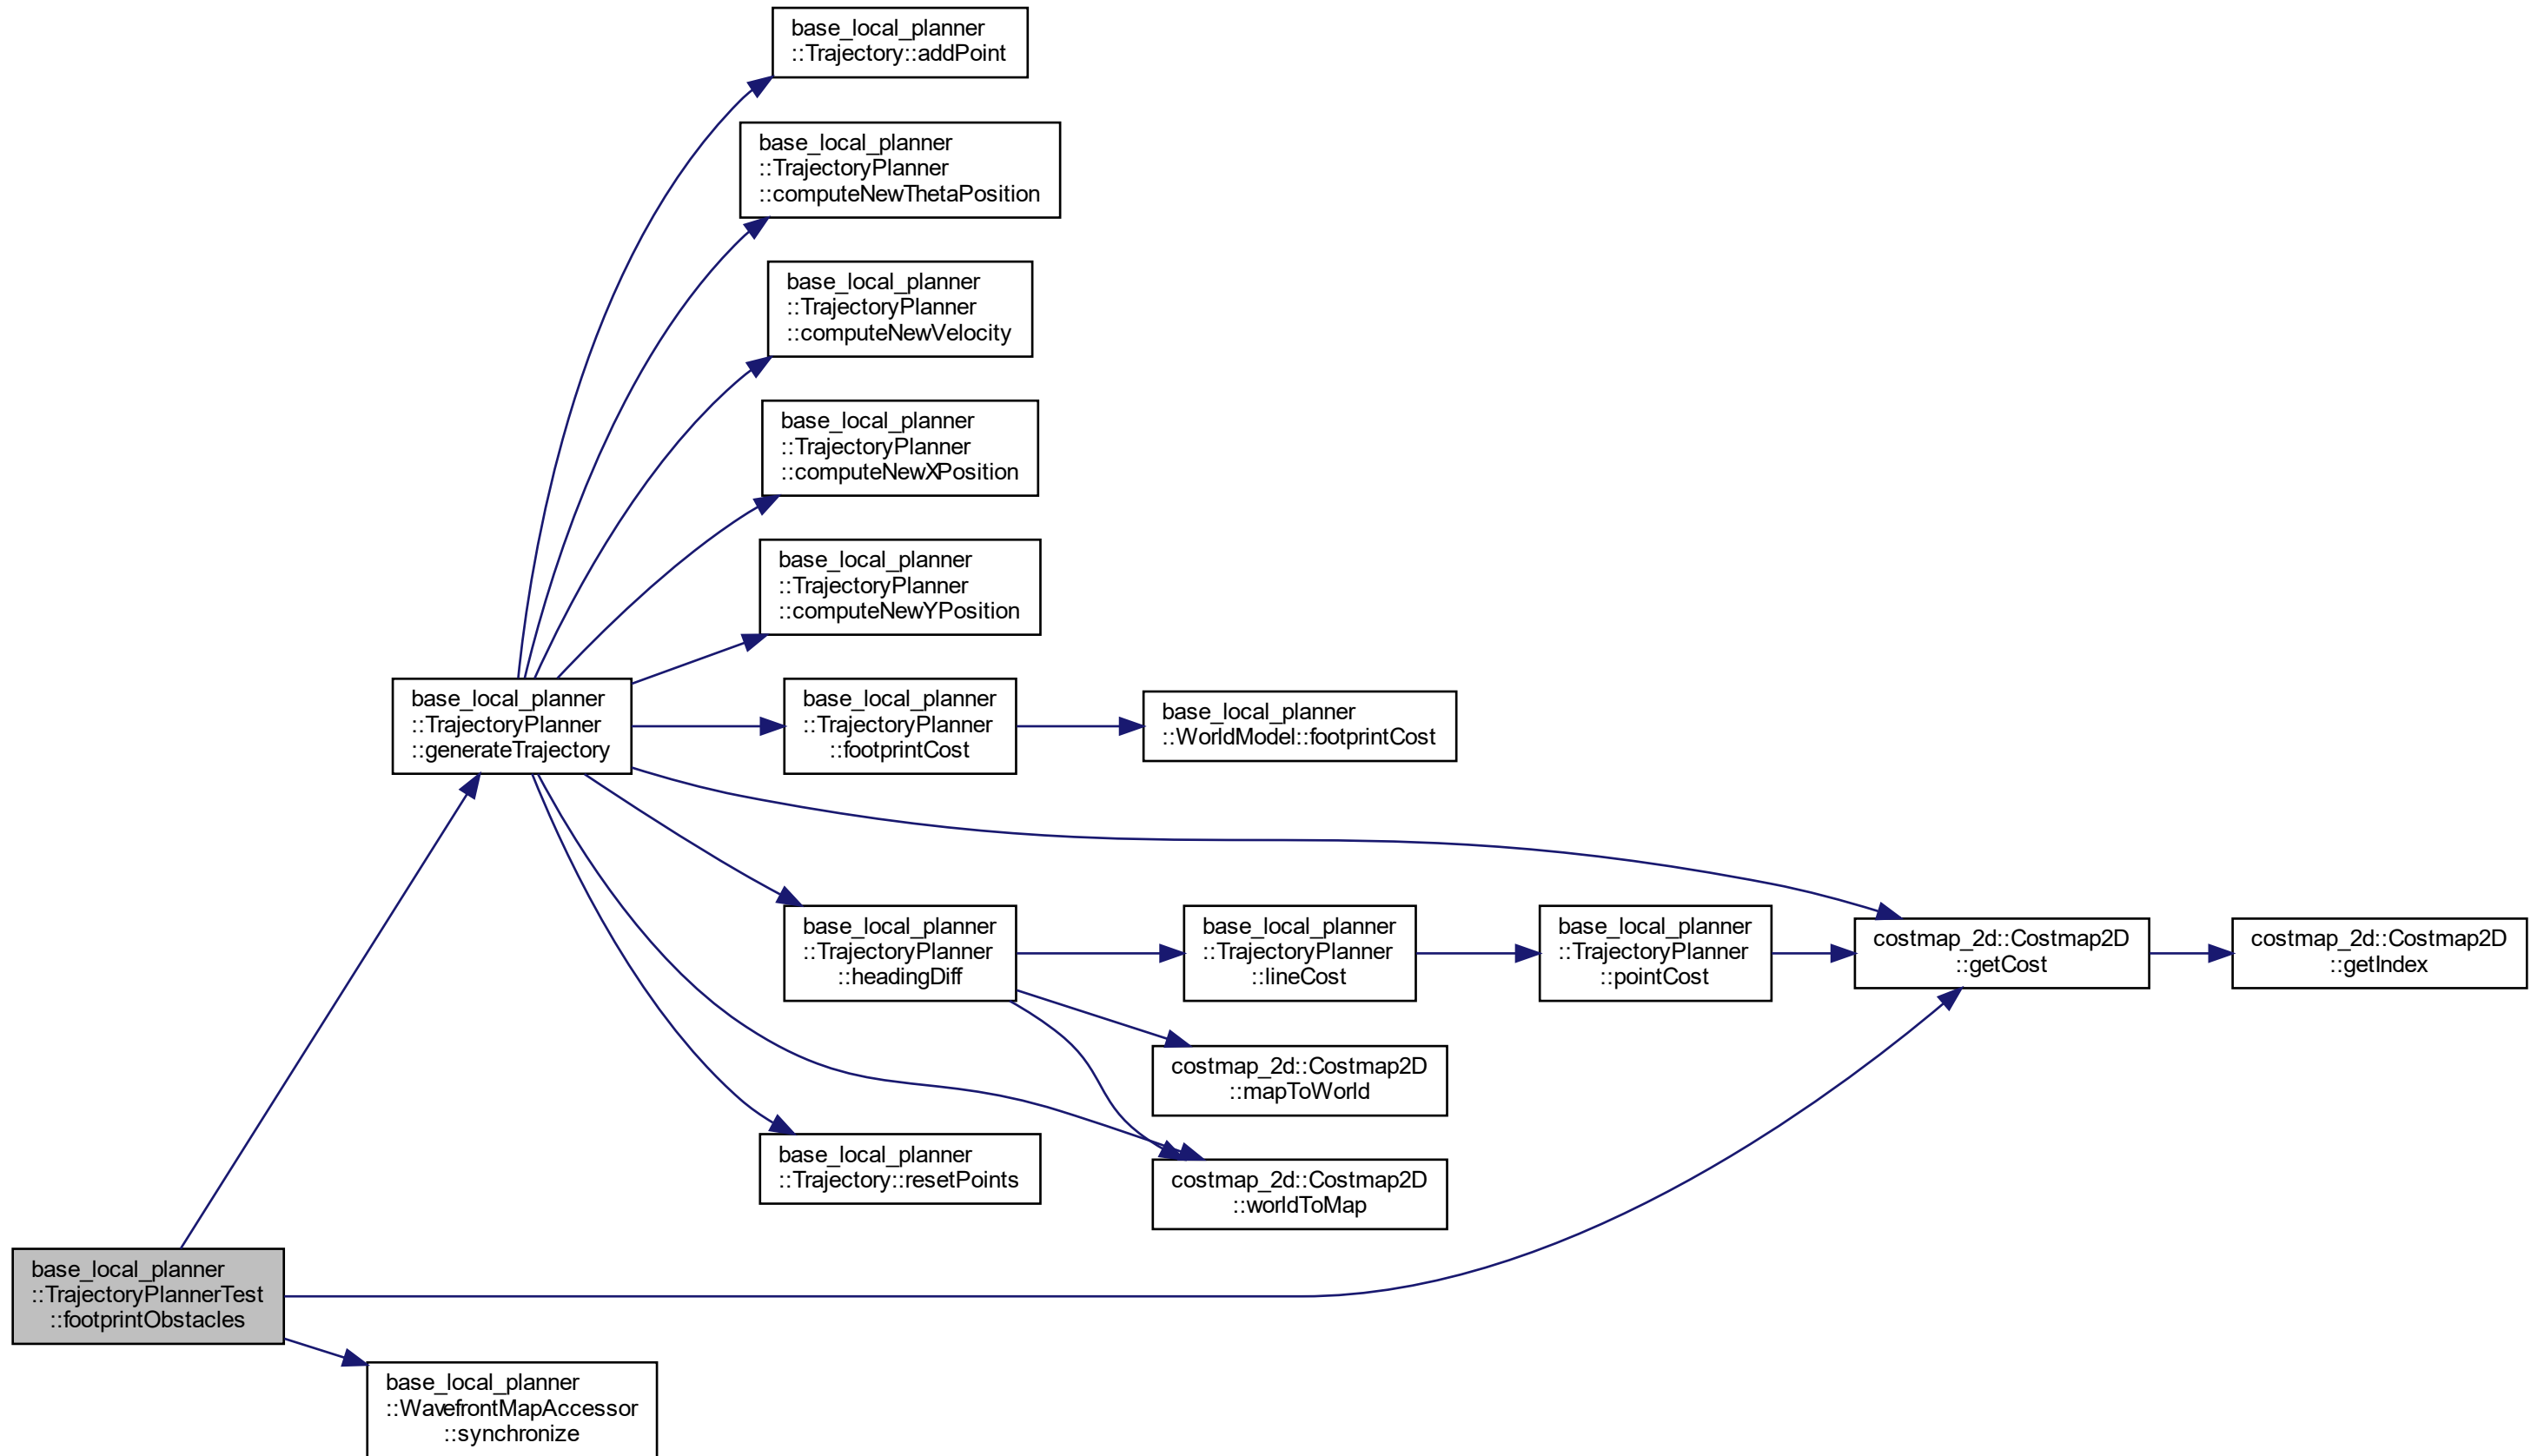 base_local_planner
::Trajectory::addPoint
base_local_planner
::TrajectoryPlanner
::computeNewThetaPosition
base_local_planner
::TrajectoryPlanner
::computeNewVelocity
base_local_planner
::TrajectoryPlanner
::computeNewXPosition
base_local_planner
::TrajectoryPlanner
::computeNewYPosition
base_local_planner
::TrajectoryPlanner
::generateTrajectory
base_local_planner
::TrajectoryPlanner
::footprintCost
base_local_planner
::WorldModel::footprintCost
base_local_planner
::TrajectoryPlanner
::headingDiff
base_local_planner
::TrajectoryPlanner
::lineCost
base_local_planner
::TrajectoryPlanner
::pointCost
costmap_2d::Costmap2D
::getCost
costmap_2d::Costmap2D
::getIndex
costmap_2d::Costmap2D
::mapToWorld
base_local_planner
::Trajectory::resetPoints
costmap_2d::Costmap2D
::worldToMap
base_local_planner
::TrajectoryPlannerTest
::footprintObstacles
base_local_planner
::WavefrontMapAccessor
::synchronize